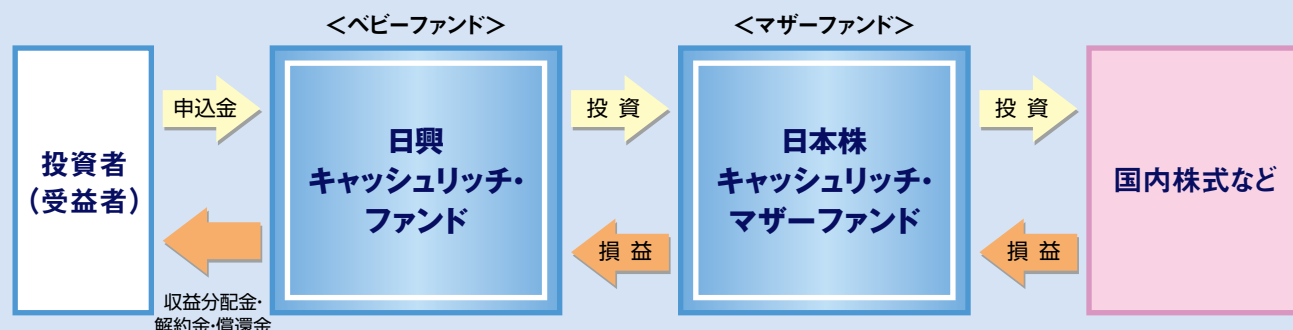 <ベビーファンド>
<マザーファンド>
投資者
(受益者)
申込金
収益分配金・
解約金・償還金
日興
キャッシュリッチ・
ファンド
投 資
損 益
日本株
キャッシュリッチ・
マザーファンド
投 資
損 益
国内株式など